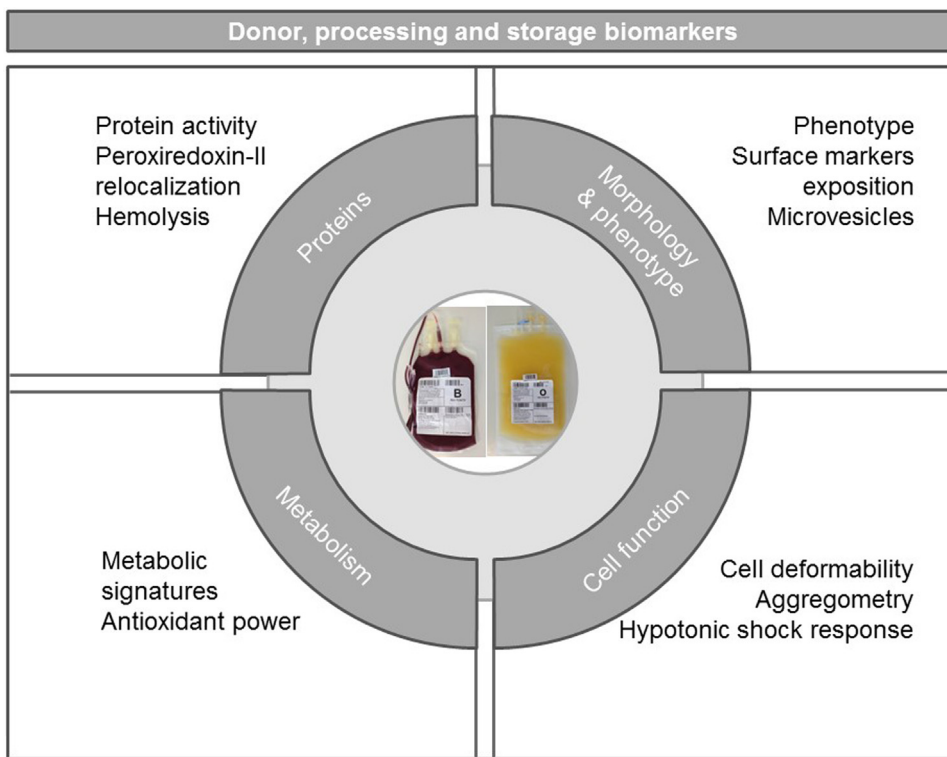 Donor, processing and storage biomarkers
Protein activity
Peroxiredoxin-II
relocalization
Hemolysis
Proteins
Phenotype
Surface markers
exposition
Microvesicles
Morphology
& phenotype
B
O
Metabolic
signatures
Antioxidant power
Metabolism
Cell deformability
Aggregometry
Hypotonic shock response
Cell function